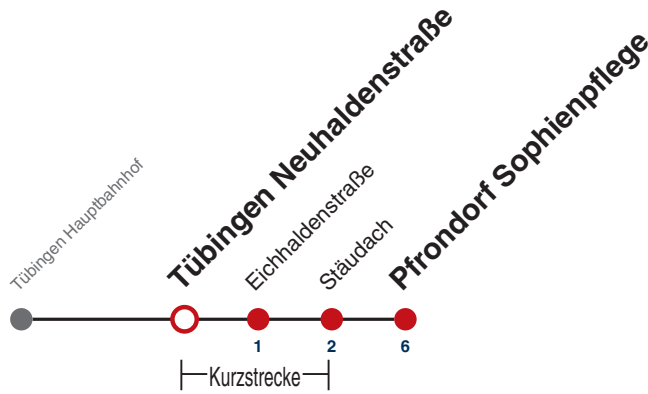 Tübingen Hauptbahnhof
Tübingen Neuhaldenstraße
Eichhaldenstraße
Stäudach
Pfrondorf Sophienpflege
1 2 6
Kurzstrecke